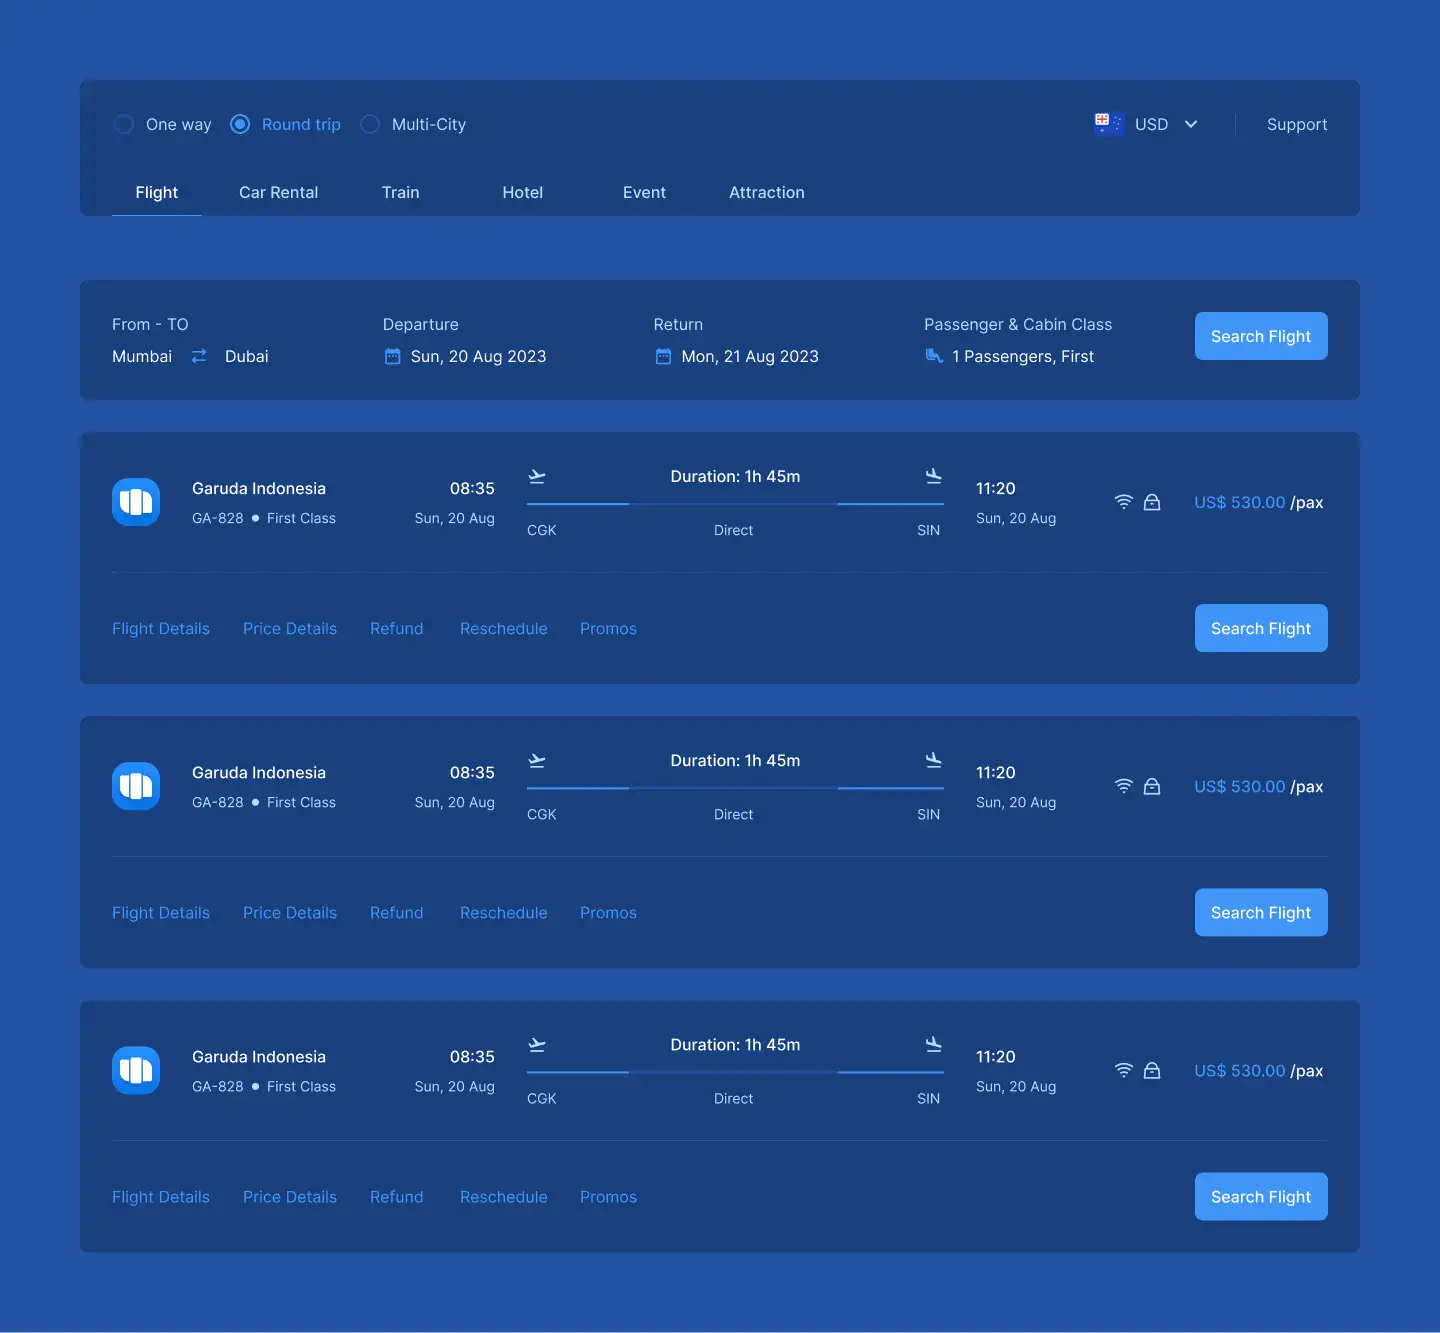 One way Round trip Multi-City USD Support
Flight Car Rental Train Hotel Event Attraction
From - TO Departure Return Passenger & Cabin Class
Mumbai Dubai Sun, 20 Aug 2023 Mon, 21 Aug 2023 1 Passengers, First
Search Flight
Duration: 1h 45m
Garuda Indonesia 08:35 11:20
US$ 530.00 /pax
GA-828 • First Class Sun, 20 Aug Sun, 20 Aug
CGK Direct SIN
Flight Details Price Details Refund Reschedule Promos Search Flight
Duration: 1h 45m
Garuda Indonesia 08:35 11:20
US$ 530.00 /pax
GA-828 • First Class Sun, 20 Aug Sun, 20 Aug
CGK Direct SIN
Flight Details Price Details Refund Reschedule Promos Search Flight
Duration: 1h 45m
Garuda Indonesia 08:35 11:20
US$ 530.00 /pax
GA-828 • First Class Sun, 20 Aug Sun, 20 Aug
CGK Direct SIN
Flight Details Price Details Refund Reschedule Promos Search Flight